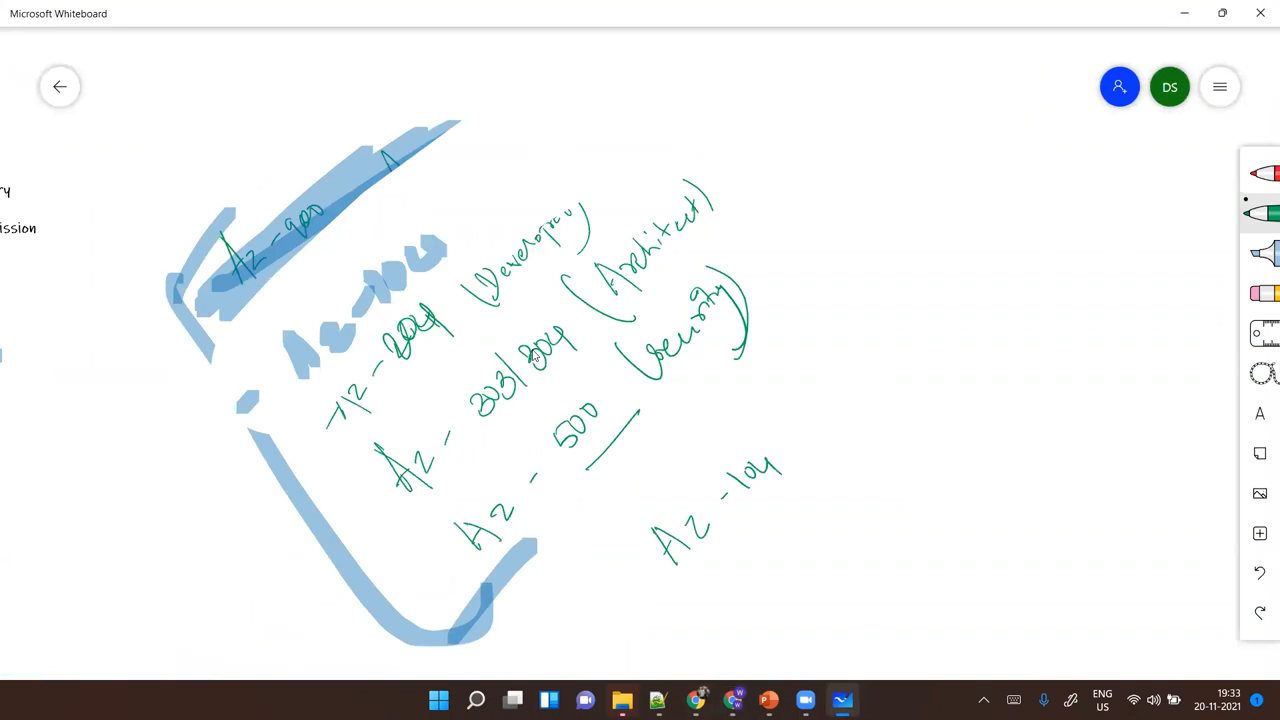 Microsoft Whiteboard
DS
ry
ission
Az-900
Az-104
Az-204 (Developer)
Az-303/304 (Architect)
Az-500 (Security)
Az-104
A
ENG
US
19:33
20-11-2021